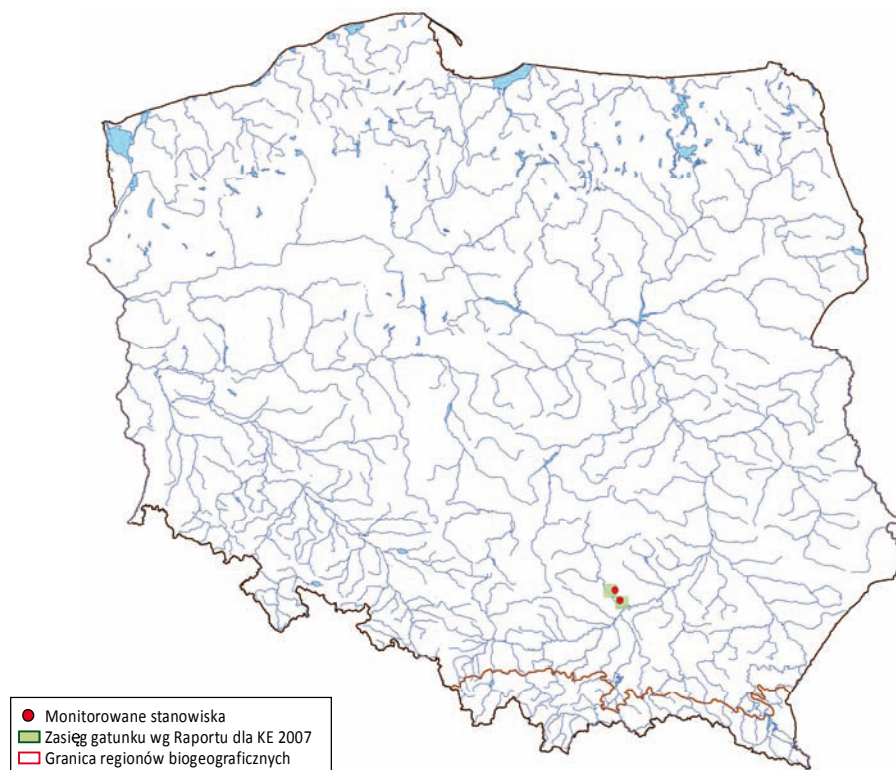 Monitorowane stanowiska
Zasięg gatunku wg Raportu dla KE 2007
Granica regionów biogeograficznych